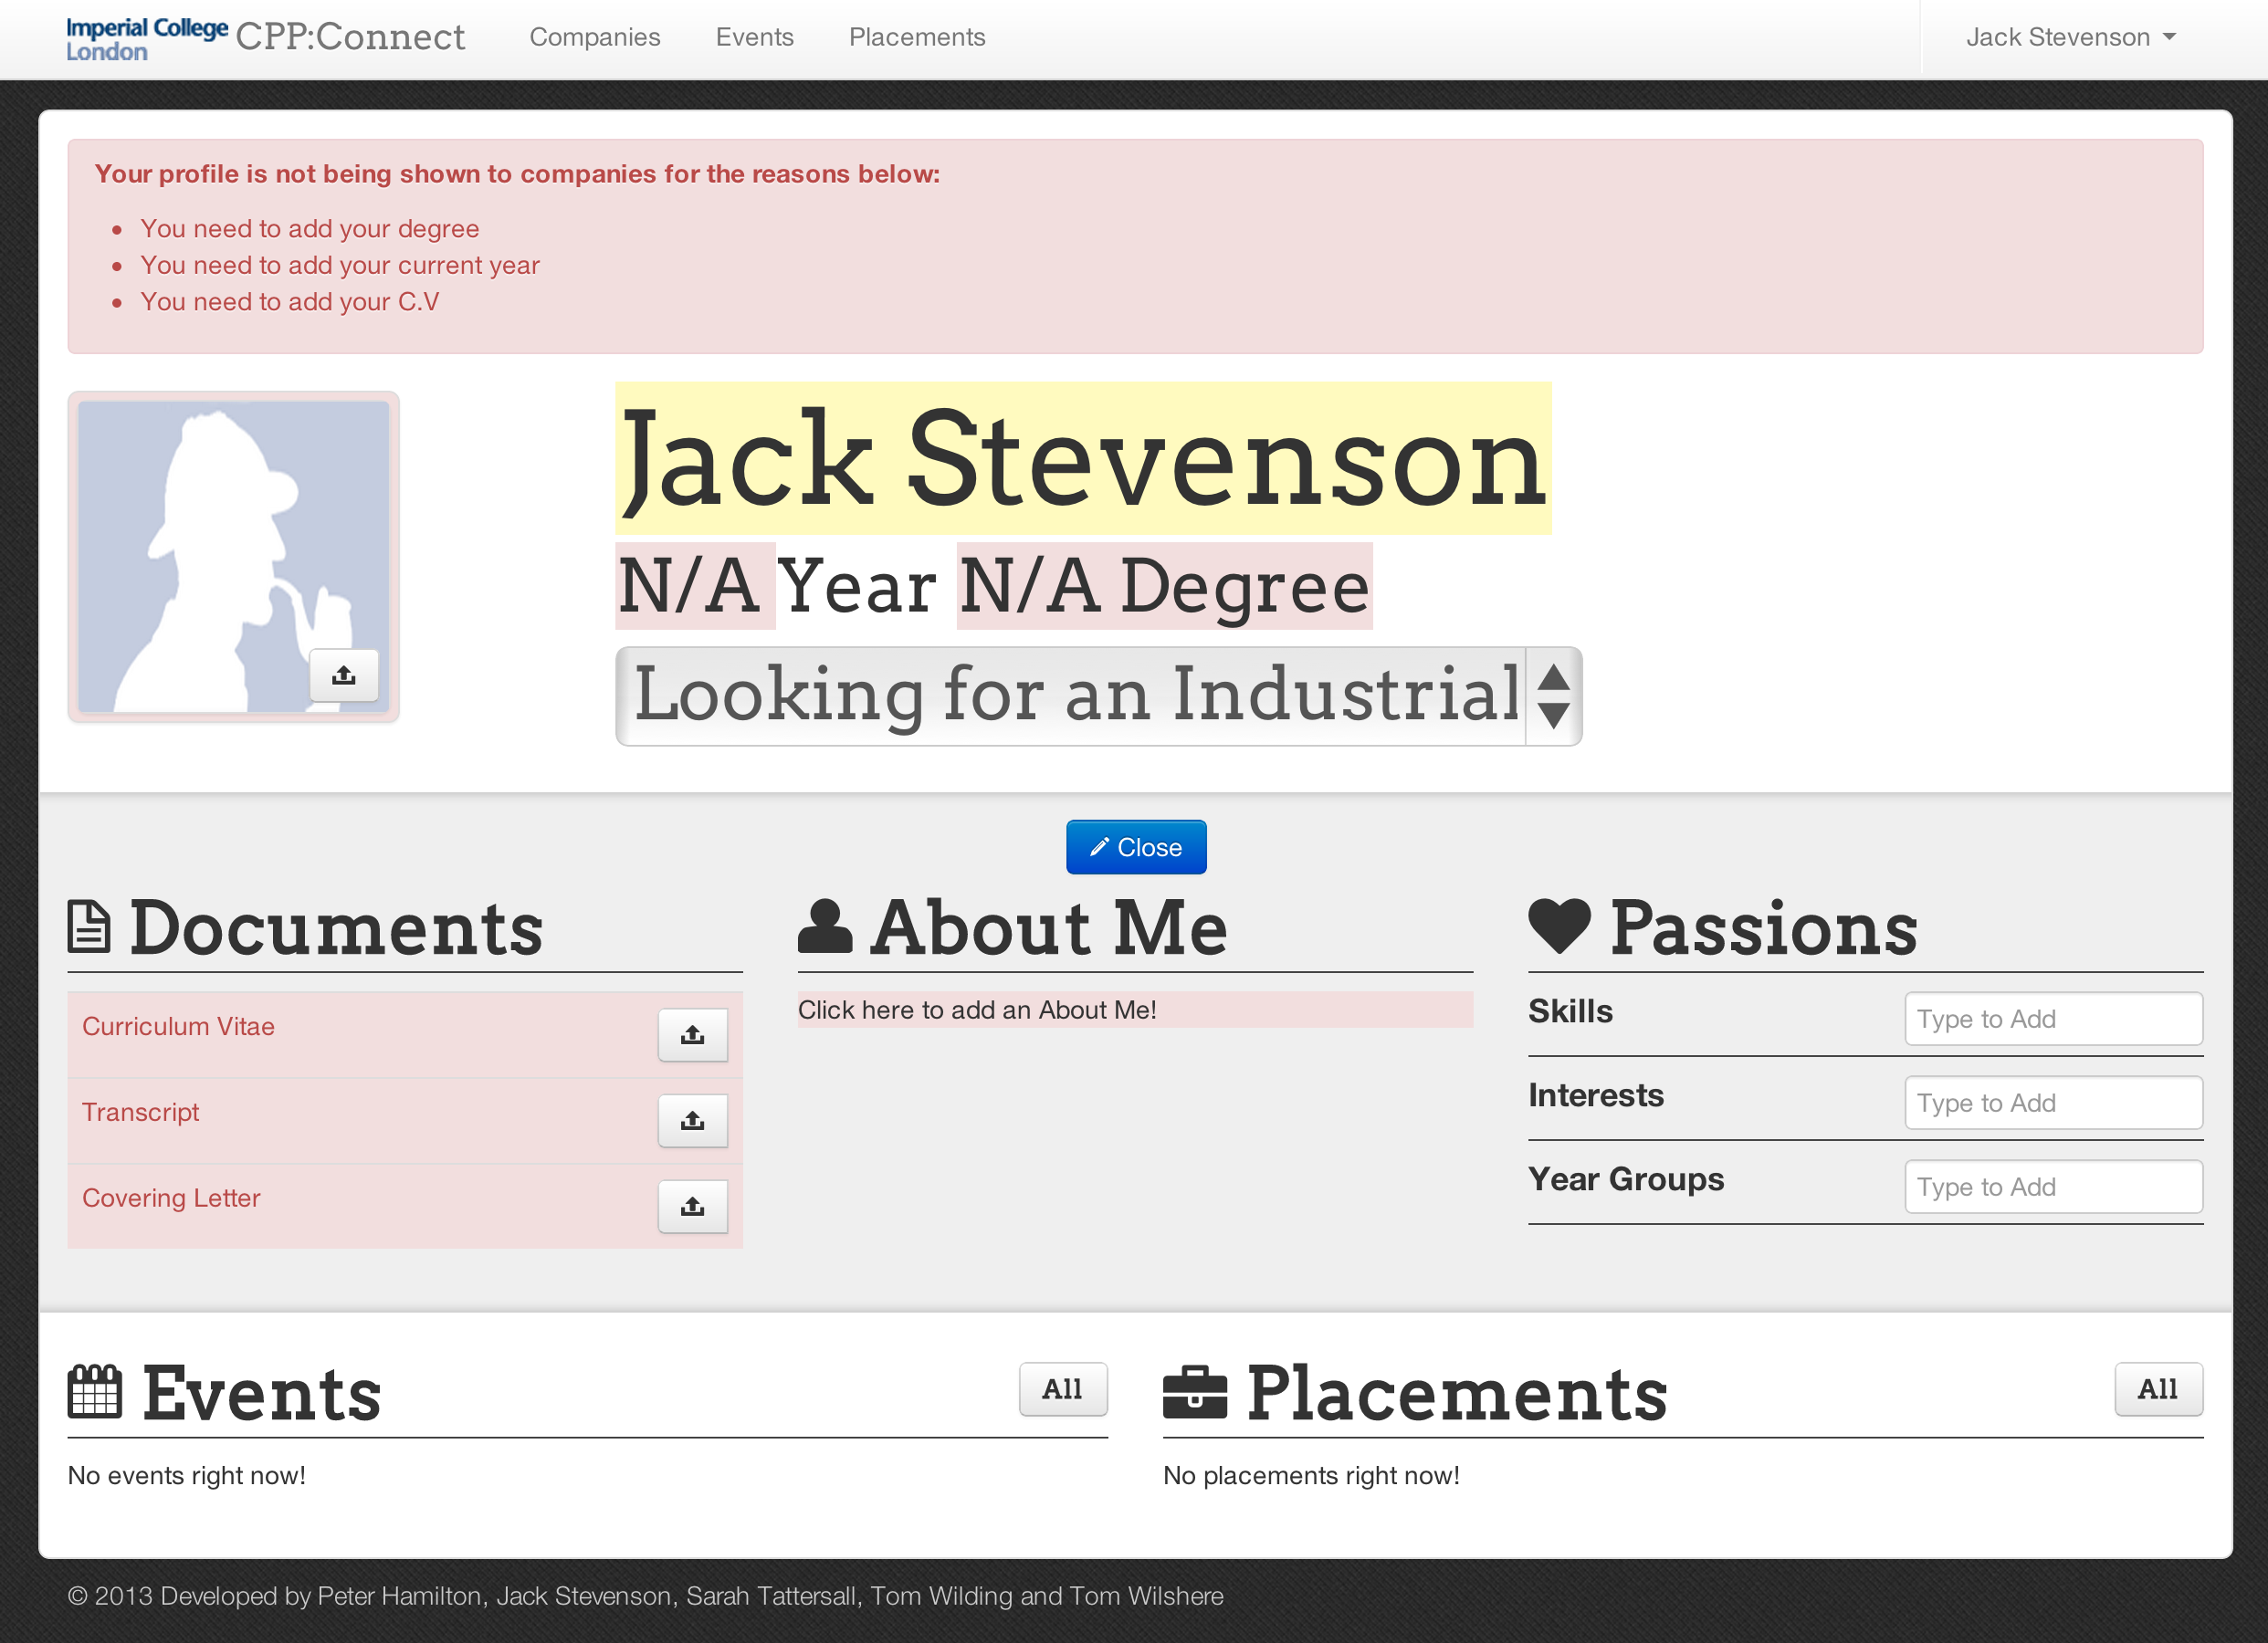 Imperial College
London
CPP:Connect
Companies
Events
Placements
Jack Stevenson
Your profile is not being shown to companies for the reasons below:
You need to add your degree
You need to add your current year
You need to add your C.V
Jack Stevenson
N/A Year N/A Degree
Looking for an Industrial
Close
Documents
Curriculum Vitae
Transcript
Covering Letter
About Me
Click here to add an About Me!
Passions
Skills
Type to Add
Interests
Type to Add
Year Groups
Type to Add
Events
All
No events right now!
Placements
All
No placements right now!
© 2013 Developed by Peter Hamilton, Jack Stevenson, Sarah Tattersall, Tom Wilding and Tom Wilshere